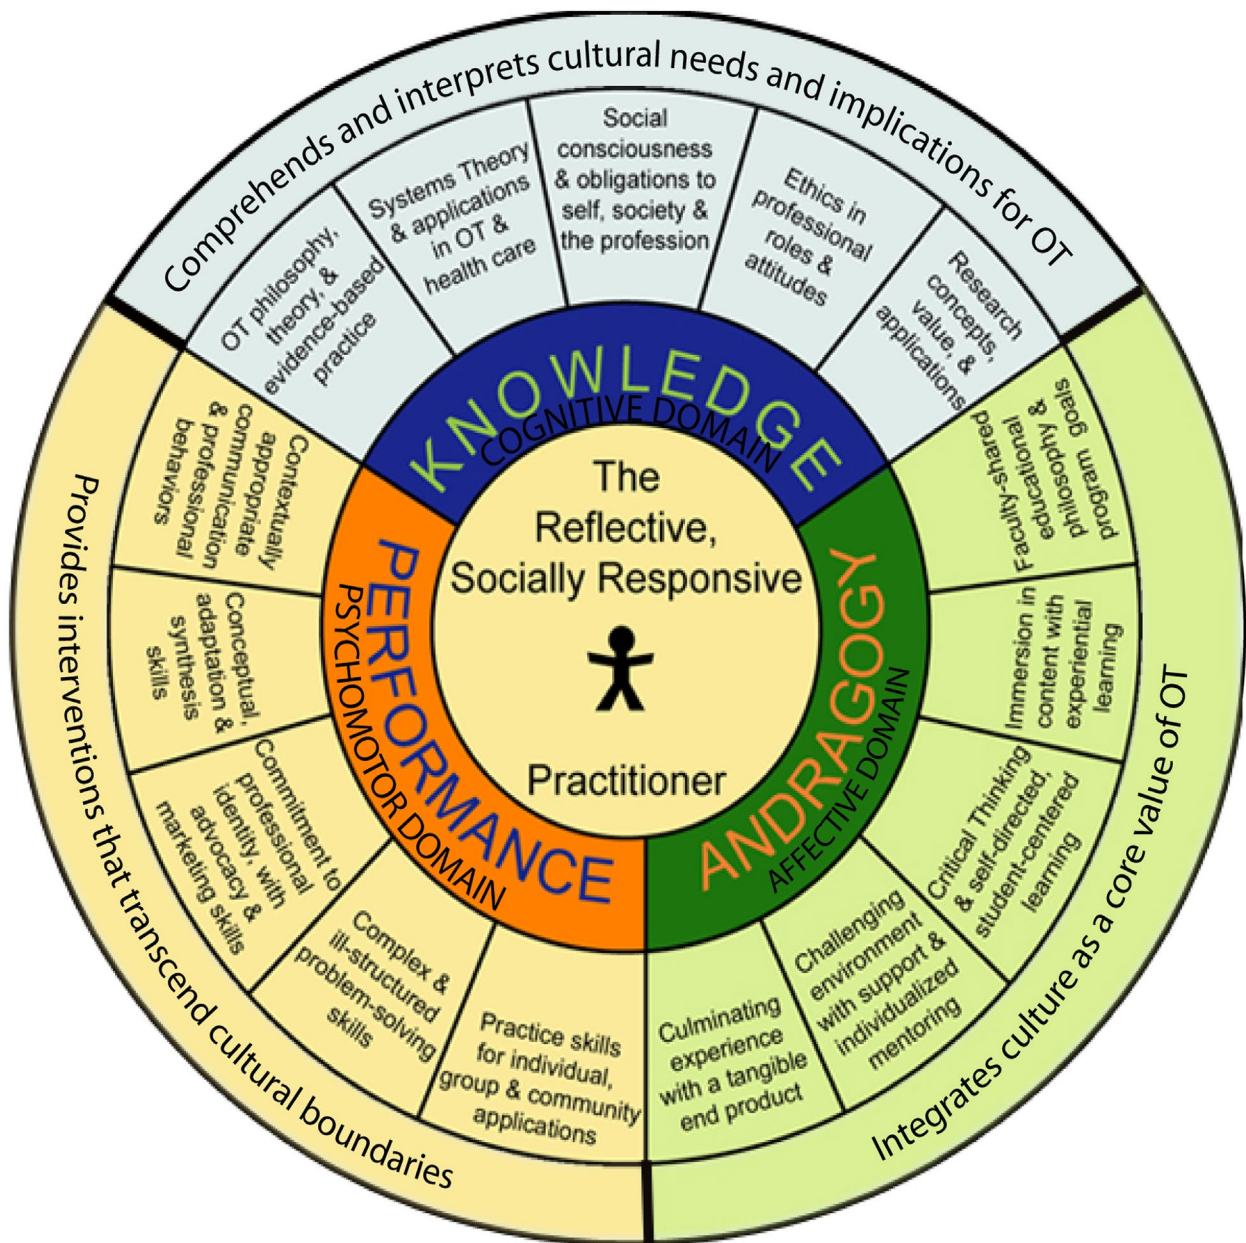 Comprehends and interprets cultural needs and implications for OT
OT philosophy,
theory, &
evidence-based
practice
Systems Theory
& applications
in OT &
health care
Social
consciousness
& obligations to
self, society &
the profession
Ethics in
professional
roles &
attitudes
Research
concepts,
value, &
applications
KNOWLEDGE
COGNITIVE DOMAIN
The
Reflective,
Socially Responsive
Practitioner
ANDRAGOGY
AFFECTIVE DOMAIN
Faculty-shared
educational
philosophy &
program goals
Immersion in
content with
experiential
learning
Critical Thinking
& self-directed,
student-centered
learning
Challenging
environment
with support &
individualized
mentoring
Culminating
experience
with a tangible
end product
Integrates culture as a core value of OT
PERFORMANCE
PSYCHOMOTOR DOMAIN
Contextually
appropriate
communication
& professional
behaviors
Conceptual,
adaptation &
synthesis
skills
Commitment to
professional
identity, with
advocacy &
marketing skills
Complex &
ill-structured
problem-solving
skills
Practice skills
for individual,
group & community
applications
Provides interventions that transcend cultural boundaries